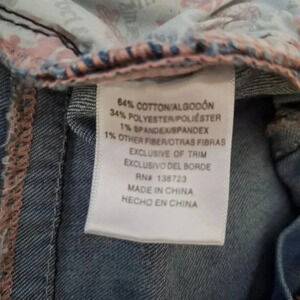 64% COTTON/ALGODÓN
34% POLYESTER/POLIÉSTER
1% SPANDEX/SPANDEX
1% OTHER FIBER/OTRAS FIBRAS
EXCLUSIVE OF TRIM
EXCLUSIVO DEL BORDE
RN# 136723
MADE IN CHINA
HECHO EN CHINA